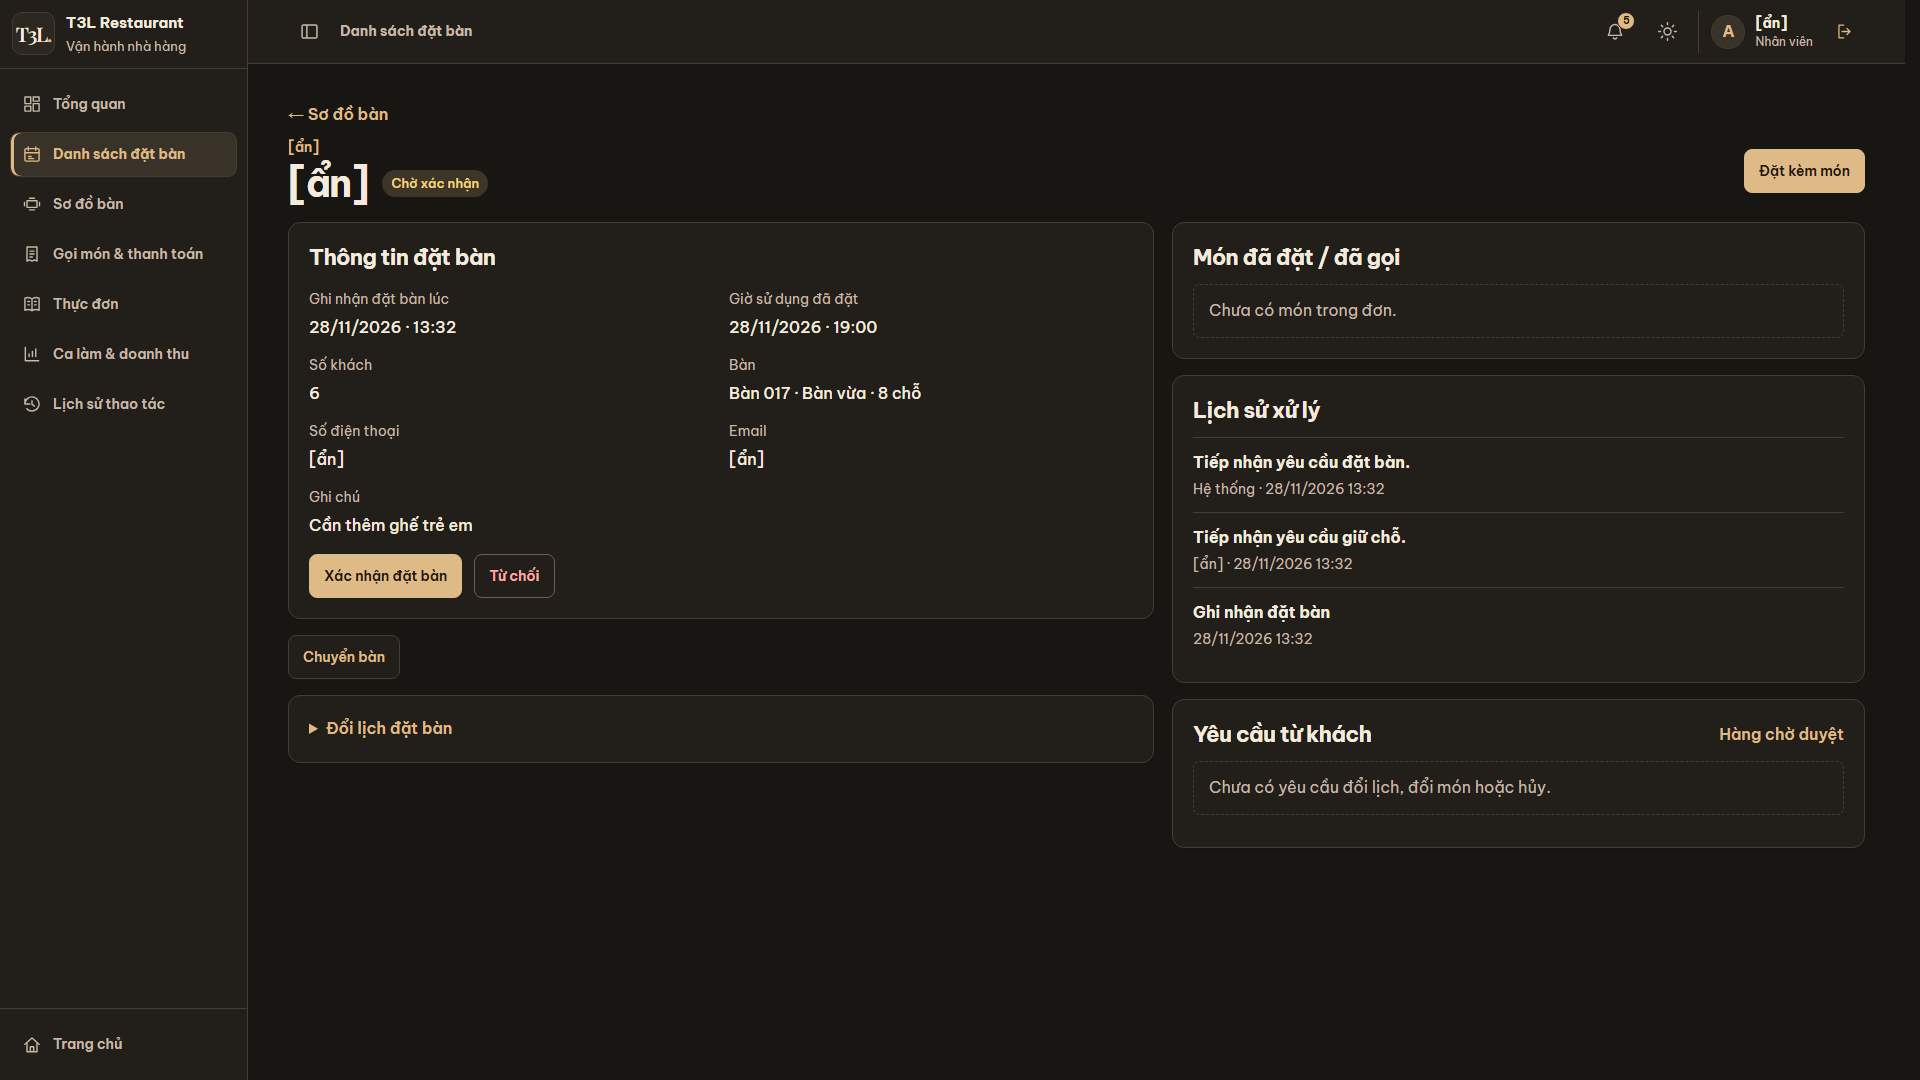 T3L.
T3L Restaurant
Vận hành nhà hàng
Tổng quan
Danh sách đặt bàn
Sơ đồ bàn
Gọi món & thanh toán
Thực đơn
Ca làm & doanh thu
Lịch sử thao tác
Trang chủ
Danh sách đặt bàn
5
A
[ẩn]
Nhân viên
← Sơ đồ bàn
[ẩn]
[ẩn]
Chờ xác nhận
Đặt kèm món
Thông tin đặt bàn
Ghi nhận đặt bàn lúc
28/11/2026 · 13:32
Giờ sử dụng đã đặt
28/11/2026 · 19:00
Số khách
6
Bàn
Bàn 017 · Bàn vừa · 8 chỗ
Số điện thoại
[ẩn]
Email
[ẩn]
Ghi chú
Cần thêm ghế trẻ em
Xác nhận đặt bàn
Từ chối
Chuyển bàn
Đổi lịch đặt bàn
Món đã đặt / đã gọi
Chưa có món trong đơn.
Lịch sử xử lý
Tiếp nhận yêu cầu đặt bàn.
Hệ thống · 28/11/2026 13:32
Tiếp nhận yêu cầu giữ chỗ.
[ẩn] · 28/11/2026 13:32
Ghi nhận đặt bàn
28/11/2026 13:32
Yêu cầu từ khách
Hàng chờ duyệt
Chưa có yêu cầu đổi lịch, đổi món hoặc hủy.